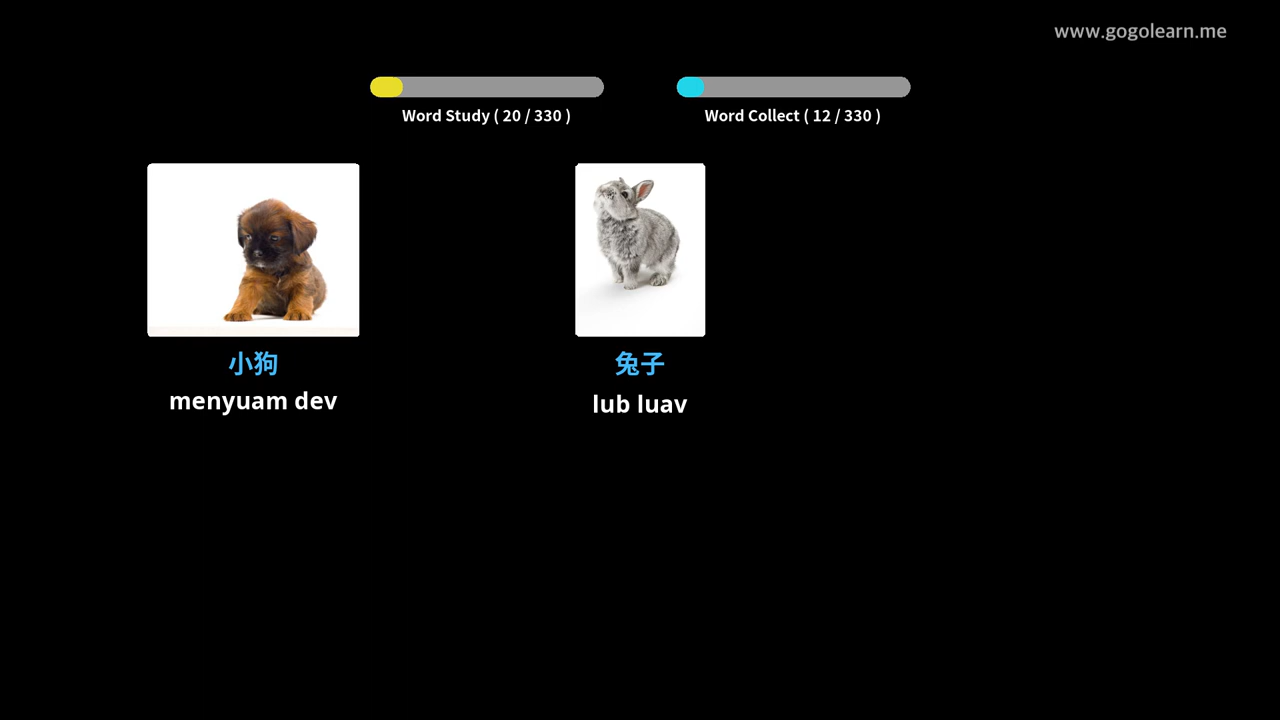 www.gogolearn.me
Word Study ( 20 / 330 )
Word Collect ( 12 / 330 )
小狗
menyuam dev
兔子
lub luav